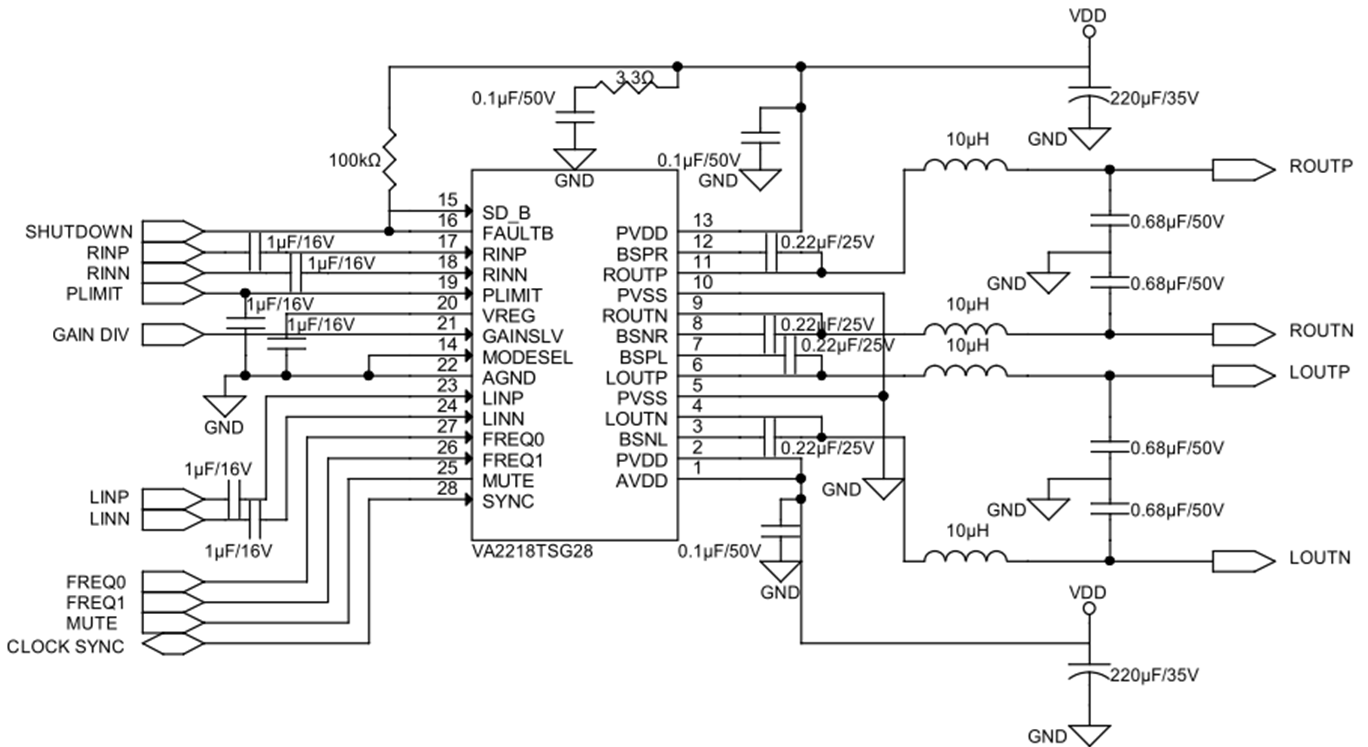 VDD
3.3Ω
0.1µF/50V
220µF/35V
GND
10µH
100kΩ
0.1µF/50V
ROUTP
GND
GND
15
SD_B
SHUTDOWN
16
FAULTB
13
PVDD
0.68µF/50V
RINP
1µF/16V
17
RINP
12
BSPR
0.22µF/25V
RINN
1µF/16V
18
RINN
11
ROUTP
GND
0.68µF/50V
PLIMIT
19
PLIMIT
10
PVSS
1µF/16V
20
VREG
9
ROUTN
10µH
GAIN DIV
1µF/16V
21
GAINSLV
8
BSNR
0.22µF/25V
ROUTN
14
MODESEL
7
BSPL
0.22µF/25V
10µH
22
AGND
6
LOUTP
LOUTP
23
LINP
5
PVSS
GND
24
LINN
4
LOUTN
27
FREQ0
3
BSNL
0.22µF/25V
0.68µF/50V
26
FREQ1
2
PVDD
1µF/16V
25
MUTE
1
AVDD
GND
LINP
28
SYNC
GND
0.68µF/50V
LINN
10µH
1µF/16V
VA2218TSG28
0.1µF/50V
LOUTN
FREQ0
GND
VDD
FREQ1
MUTE
CLOCK SYNC
220µF/35V
GND